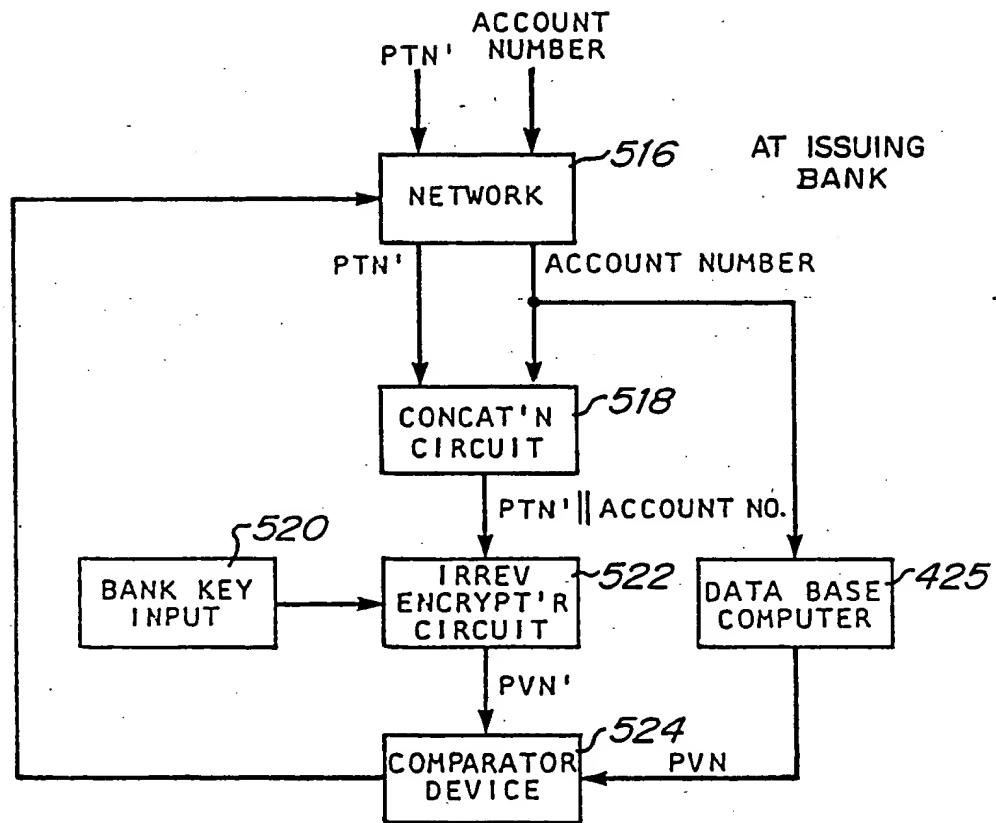 PTN'
ACCOUNT
NUMBER
516
AT ISSUING
BANK
NETWORK
PTN'
ACCOUNT NUMBER
518
CONCAT'N
CIRCUIT
PTN' || ACCOUNT NO.
520
BANK KEY
INPUT
522
IRREV
ENCRYPT'R
CIRCUIT
425
DATA BASE
COMPUTER
PVN'
524
COMPARATOR
DEVICE
PVN